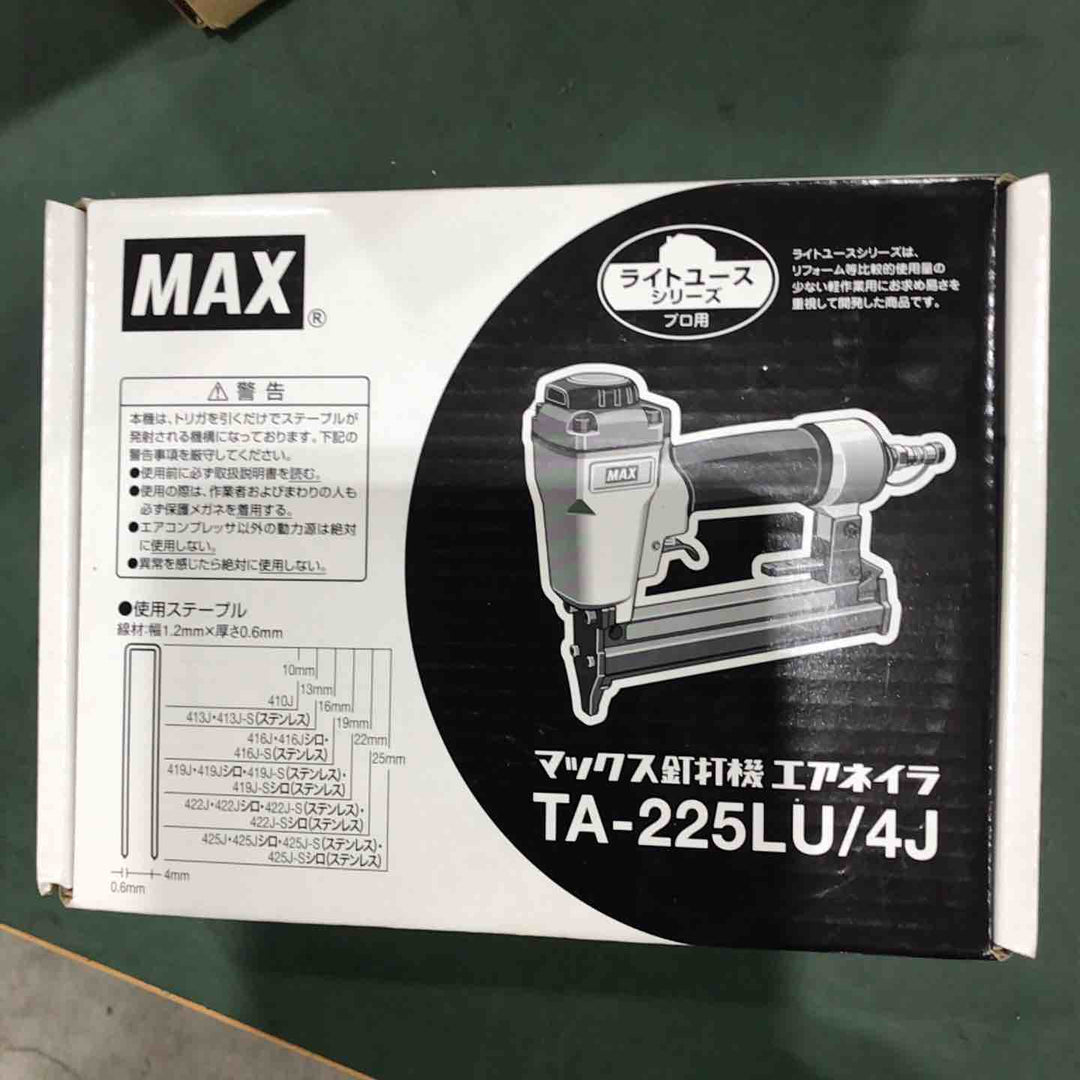 MAX
®
⚠警告
本機は、トリガを引くだけでステープルが
発射される機構になっております。下記の
警告事項を厳守してください。
●使用前に必ず取扱説明書を読む。
●使用の際は、作業者およびまわりの人も
必ず保護メガネを着用する。
●エアコンプレッサ以外の動力源は絶対
に使用しない。
●異常を感じたら絶対に使用しない。
●使用ステープル
線材:幅1.2mm×厚さ0.6mm
10mm
13mm
410J
16mm
413J・413J-S(ステンレス)
19mm
416J・416Jシロ・
22mm
416J-S(ステンレス)
25mm
419J・419Jシロ・419J-S(ステンレス)・
419J-Sシロ(ステンレス)
422J・422Jシロ・422J-S(ステンレス)・
422J-Sシロ(ステンレス)
425J・425Jシロ・425J-S(ステンレス)・
425J-Sシロ(ステンレス)
4mm
0.6mm
ライトユース
シリーズ
プロ用
ライトユースシリーズは、
リフォーム等比較的使用量の
少ない軽作業用にお求め易さを
重視して開発した商品です。
MAX
マックス釘打機 エアネイラ
TA-225LU/4J